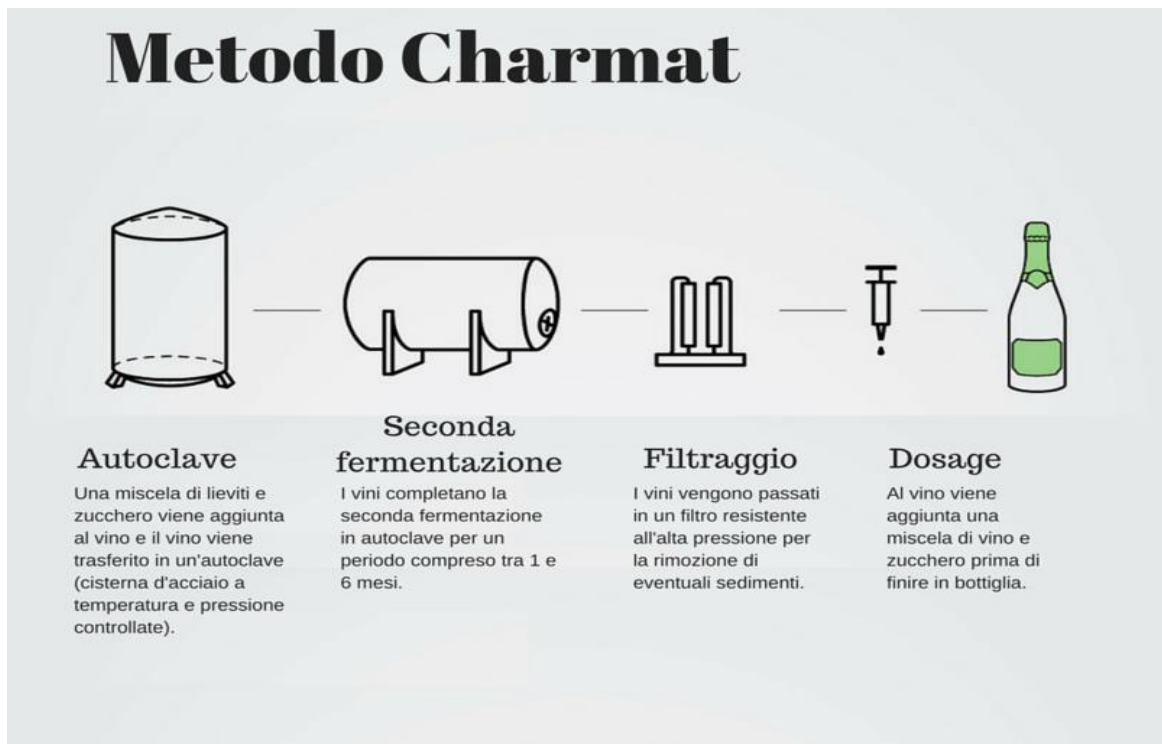 Metodo Charmat
Autoclave
Una miscela di lieviti e
zucchero viene aggiunta
al vino e il vino viene
trasferito in un'autoclave
(cisterna d'acciaio a
temperatura e pressione
controllate).
Seconda
fermentazione
I vini completano la
seconda fermentazione
in autoclave per un
periodo compreso tra 1 e
6 mesi.
Filtraggio
I vini vengono passati
in un filtro resistente
all'alta pressione per
la rimozione di
eventuali sedimenti.
Dosage
Al vino viene
aggiunta una
miscela di vino e
zucchero prima di
finire in bottiglia.